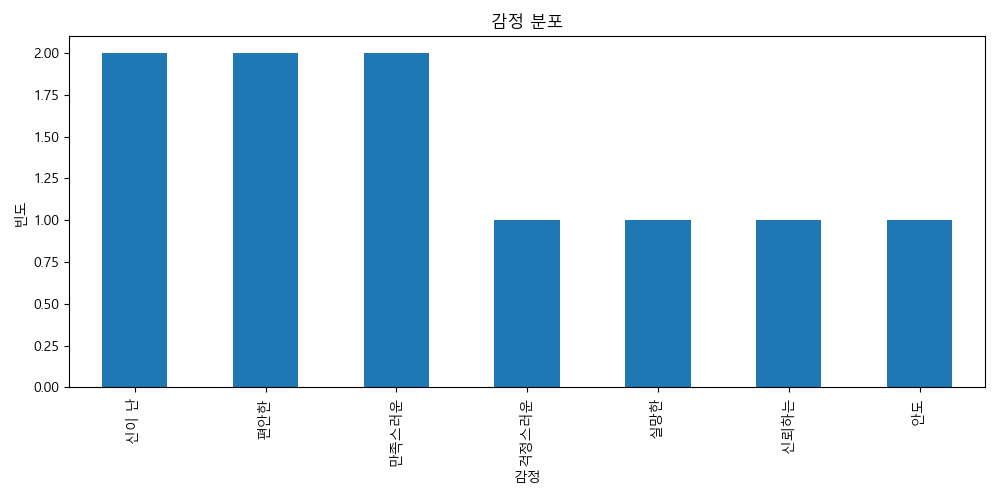 감정 분포
빈도
2.00
1.75
1.50
1.25
1.00
0.75
0.50
0.25
0.00
신이 난
편안한
만족스러운
걱정스러운
실망한
신뢰하는
안도
감정